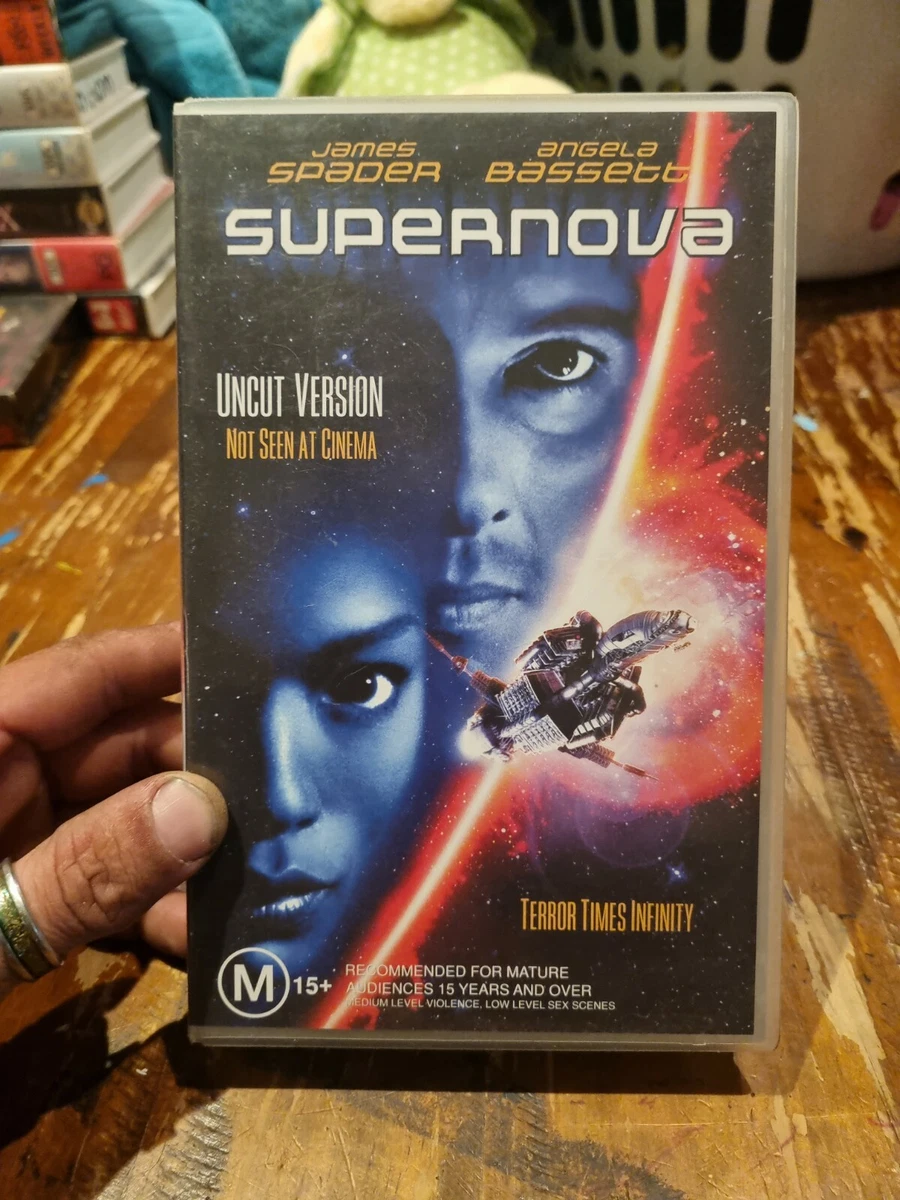 James Spader
Angela Bassett
SUPERNOVA
UNCUT VERSION
NOT SEEN AT CINEMA
TERROR TIMES INFINITY
M 15+
RECOMMENDED FOR MATURE
AUDIENCES 15 YEARS AND OVER
MEDIUM LEVEL VIOLENCE, LOW LEVEL SEX SCENES